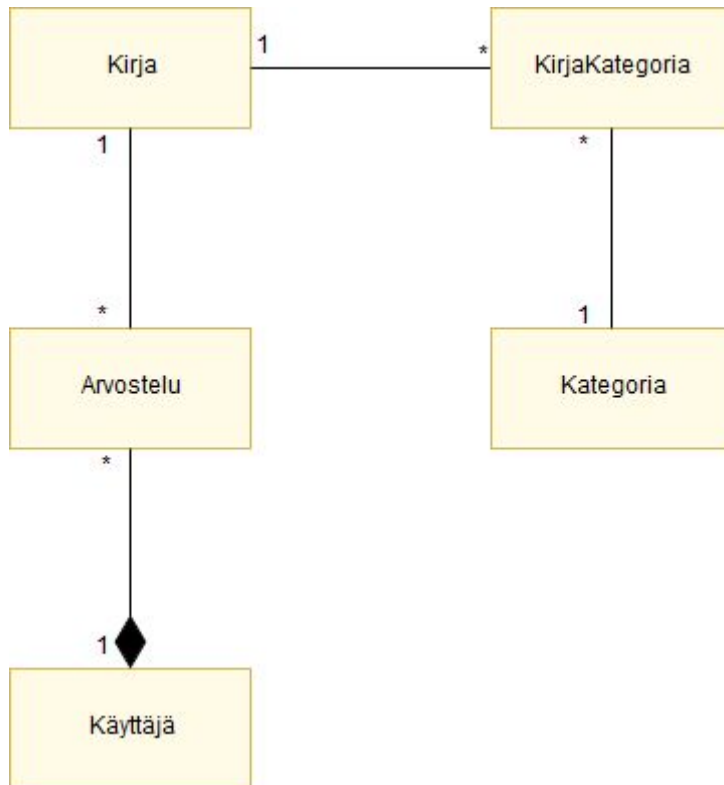 Kirja
1
*
KirjaKategoria
1
*
*
1
Arvostelu
Kategoria
*
1
Käyttäjä